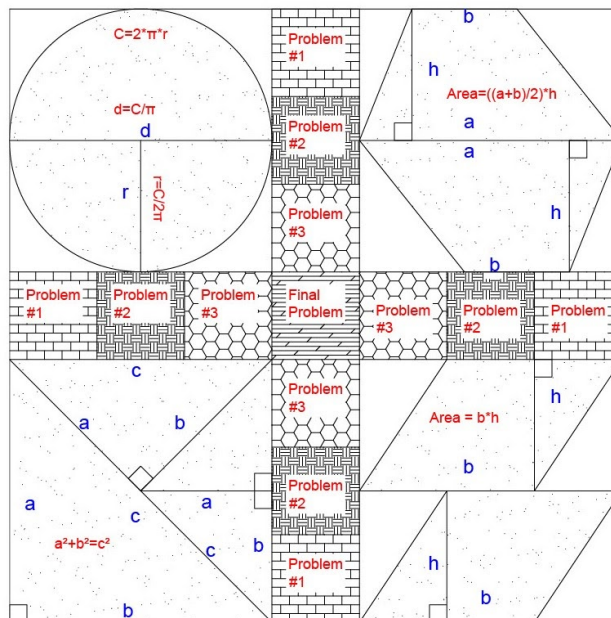 C=2*π*r
d=C/π
d
r
r=C/2π
Problem
#1
Problem
#2
Problem
#3
b
h
Area=((a+b)/2)*h
a
a
h
b
Problem
#1
Problem
#2
Problem
#3
Final
Problem
Problem
#3
Problem
#2
Problem
#1
c
a
b
a
c
a
c
b
a²+b²=c²
b
Problem
#3
Problem
#2
Problem
#1
h
Area = b*h
b
h
b